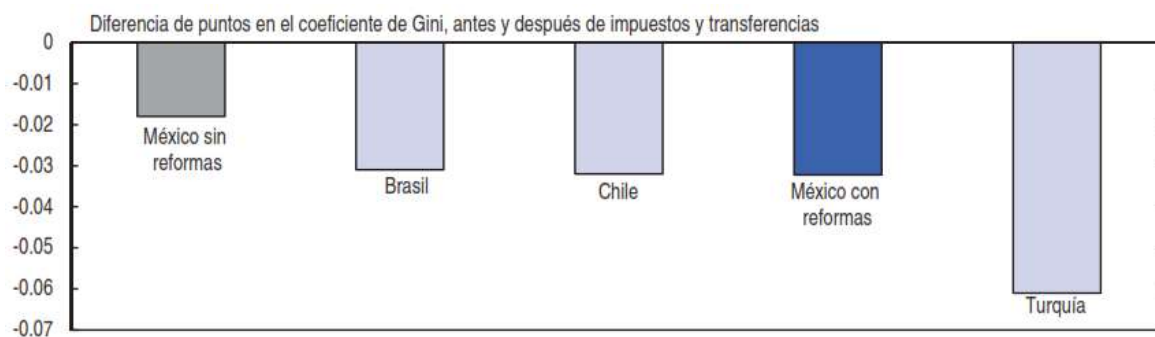 Diferencia de puntos en el coeficiente de Gini, antes y después de impuestos y transferencias
0
-0.01
-0.02
-0.03
-0.04
-0.05
-0.06
-0.07
México sin
reformas
Brasil
Chile
México con
reformas
Turquía